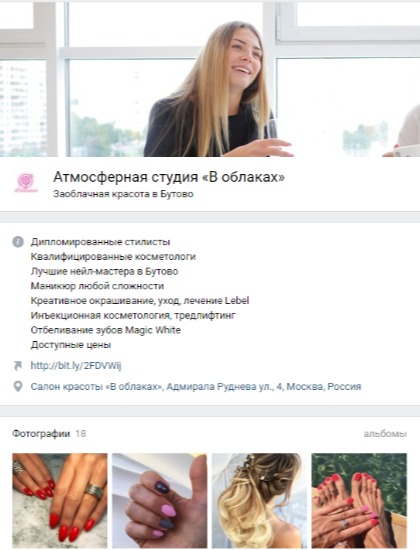 Атмосферная студия «В облаках»
Заоблачная красота в Бутово
Дипломированные стилисты
Квалифицированные косметологи
Лучшие нейл-мастера в Бутово
Маникюр любой сложности
Креативное окрашивание, уход, лечение Lebel
Инъекционная косметология, тредлифтинг
Отбеливание зубов Magic White
Доступные цены
http://bit.ly/2FDVWij
Салон красоты «В облаках», Адмирала Руднева ул., 4, Москва, Россия
Фотографии 18 альбомы